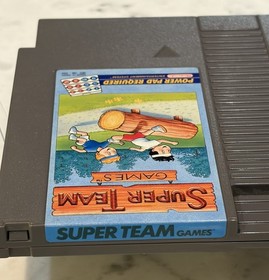 POWER PAD REQUIRED
SUPER TEAM
GAMES
SUPER TEAM GAMES